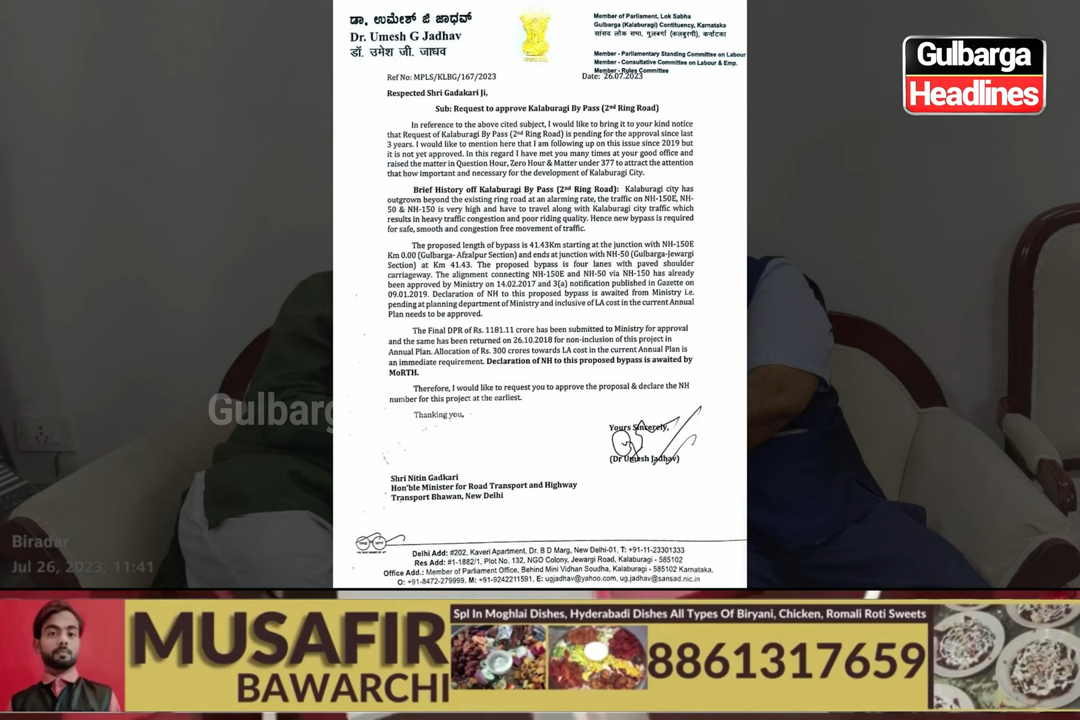 ಡಾ. ಉಮೇಶ್ ಜಿ ಜಾಧವ್
Dr. Umesh G Jadhav
डॉ. उमेश जी. जाधव
Member of Parliament, Lok Sabha
Gulbarga (Kalaburgi) Contituency, Karnataka
सांसद लोक सभा, गुलबर्गा (कलबुरगी), कर्नाटका
Member - Parliamentary Standing Committee on Labour
Member - Consultative Committee on Labour & Emp.
Member - Rules Committee
Ref No: MPLS/KLBG/167/2023
Date: 26.07.2023
Respected Shri Gadakari Ji,
Sub: Request to approve Kalaburagi By Pass (2nd Ring Road)
In reference to the above cited subject, I would like to bring it to your kind notice
that Request of Kalaburagi By Pass (2nd Ring Road) is pending for the approval since last
3 years. I would like to mention here that I am following up on this issue since 2019 but
it is not yet approved. In this regard I have met you many times at your good office and
raised the matter in Question Hour, Zero Hour & Matter under 377 to attract the attention
that how important and necessary for the development of Kalaburagi City.
Brief History off Kalaburagi By Pass (2nd Ring Road): Kalaburagi city has
outgrown beyond the existing ring road at an alarming rate, the traffic on NH-150E, NH-
50 & NH-150 is very high and have to travel along with Kalaburagi city traffic which
results in heavy traffic congestion and poor riding quality. Hence new bypass is required
for safe, smooth and congestion free movement of traffic.
The proposed length of bypass is 41.43Km starting at the junction with NH-150E
Km 0.00 (Gulbarga- Afzalpur Section) and ends at junction with NH-50 (Guibarga-Jewargi
Section) at Km 41.43. The proposed bypass is four lanes with paved shoulder
carriageway. The alignment connecting NH-150E and NH-50 via NH-150 has already
been approved by Ministry on 14.02.2017 and 3(a) notification published in Gazette on
09.01.2019. Declaration of NH to this proposed bypass is awaited from Ministry i.e.
pending at planning department of Ministry and inclusive of LA cost in the current Annual
Plan needs to be approved.
The Final DPR of Rs. 1181.11 crore has been submitted to Ministry for approval
and the same has been returned on 26.10.2018 for non-inclusion of this project in
Annual Plan. Allocation of Rs. 300 crores towards LA cost in the current Annual Plan is
an immediate requirement. Declaration of NH to this proposed bypass is awaited by
MoRTH.
Therefore, I would like to request you to approve the proposal & declare the NH
number for this project at the earliest.
Thanking you,
Yours Sincerely,
(Dr Umesh Jadhav)
Shri Nitin Gadkari
Hon'ble Minister for Road Transport and Highway
Transport Bhawan, New Delhi
Delhi Add: #202, Kaveri Apartment, Dr. B D Marg, New Delhi-01, T: +91-11-23301333
Res Add: #1-1882/1, Plot No. 132, NGO Colony, Jewargi Road, Kalaburagi - 585102
Office Add.: Member of Parliament Office, Behind Mini Vidhan Soudha, Kalaburagi - 585102 Karnataka.
O: +91-8472-279999, M: +91-9242211591, E: ugjadhav@yahoo.com, ug.jadhav@sansad.nic.in
Gulbarga
Headlines
Gulbarg
Biradar
Jul 26, 2023, 11:41
MUSAFIR
BAWARCHI
Spl In Moghlai Dishes, Hyderabadi Dishes All Types Of Biryani, Chicken, Romali Roti Sweets
8861317659